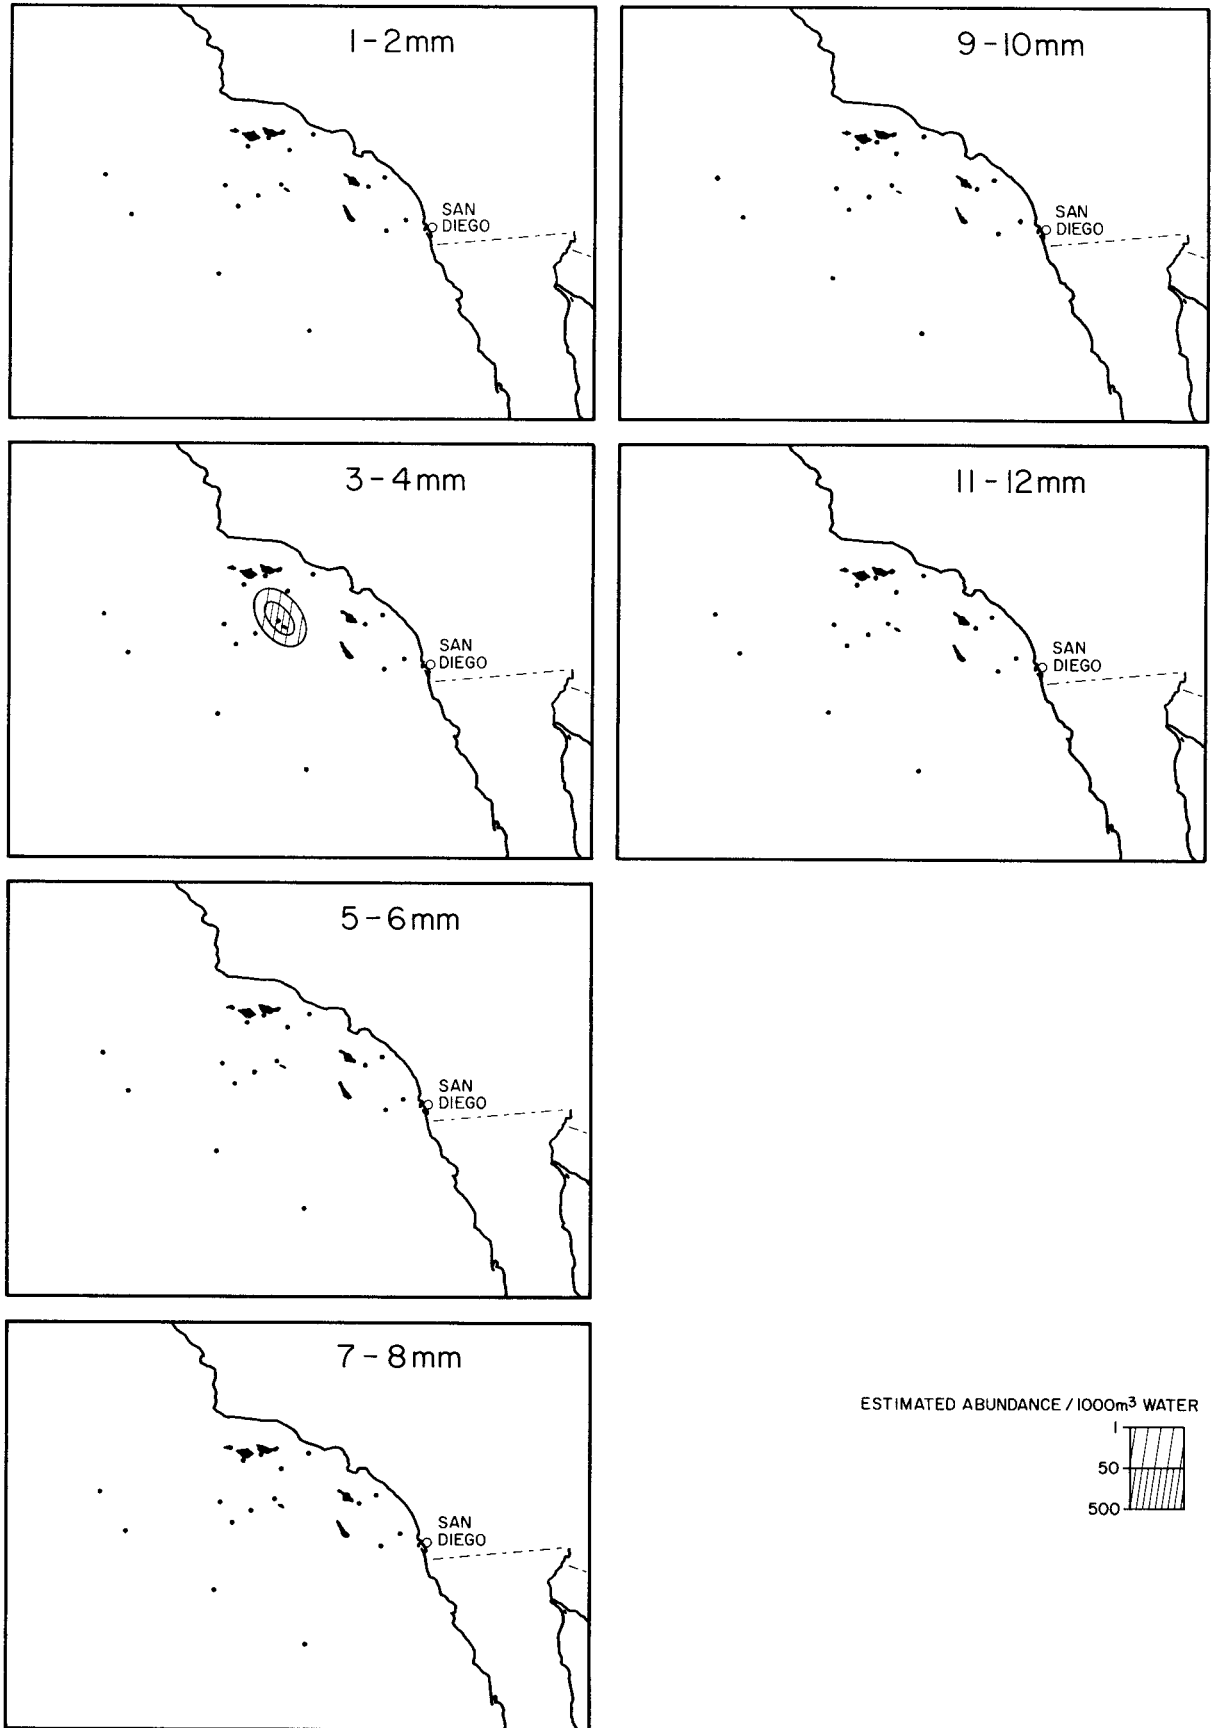 1-2mm
SAN
DIEGO
9-10mm
SAN
DIEGO
3-4mm
SAN
DIEGO
11-12mm
SAN
DIEGO
5-6mm
SAN
DIEGO
7-8mm
SAN
DIEGO
ESTIMATED ABUNDANCE / 1000m³ WATER
1
50
500